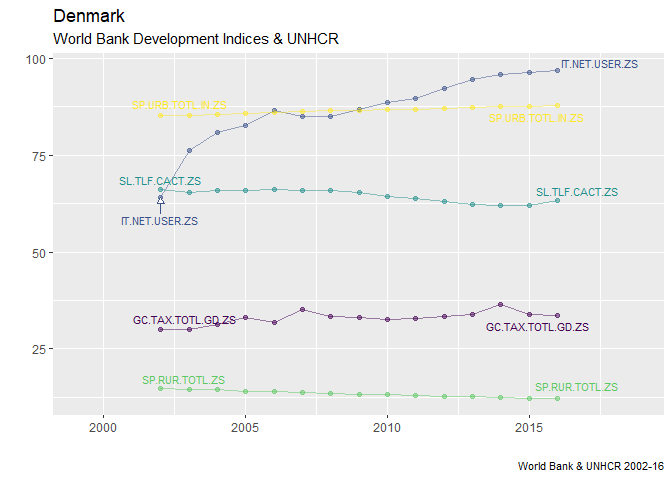 Denmark
World Bank Development Indices & UNHCR
100
IT.NET.USER.ZS
SP.URB.TOTL.IN.ZS
SP.URB.TOTL.IN.ZS
75
SL.TLF.CACT.ZS
SL.TLF.CACT.ZS
IT.NET.USER.ZS
50
GC.TAX.TOTL.GD.ZS
GC.TAX.TOTL.GD.ZS
25
SP.RUR.TOTL.ZS
SP.RUR.TOTL.ZS
2000 2005 2010 2015
World Bank & UNHCR 2002-16